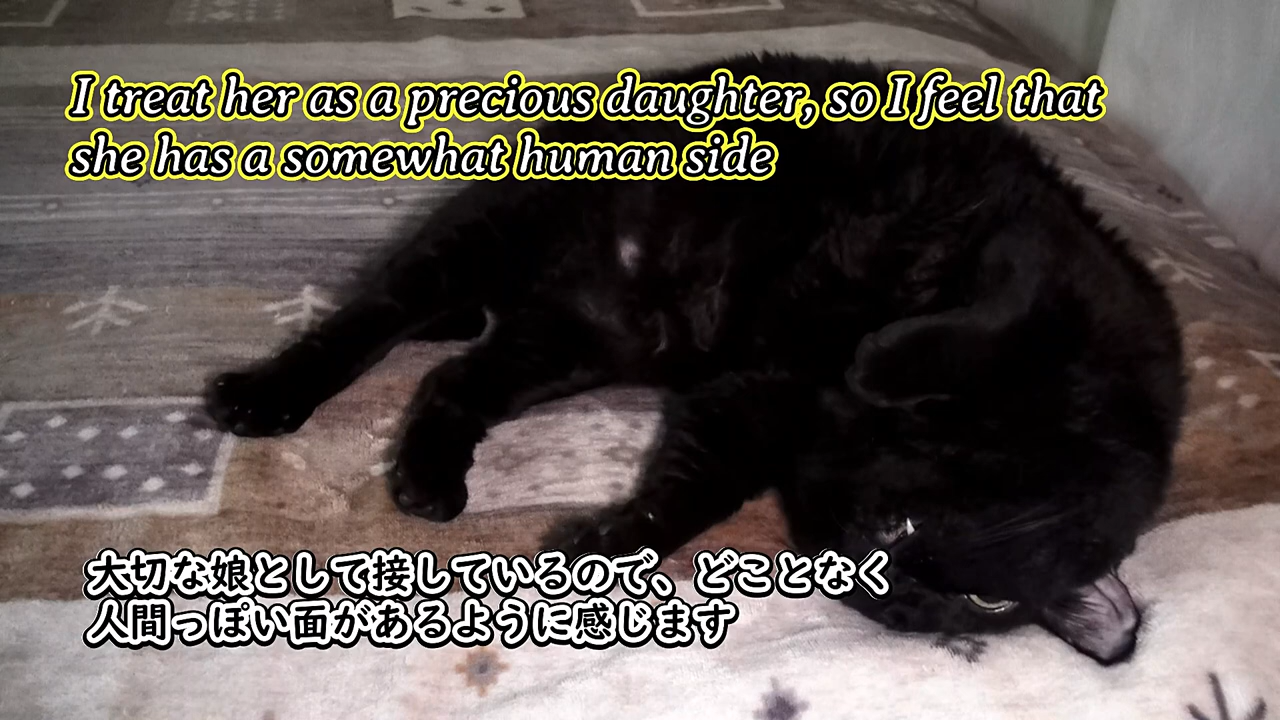 I treat her as a precious daughter, so I feel that
she has a somewhat human side
大切な娘として接しているので、どことなく
人間っぽい面があるように感じます